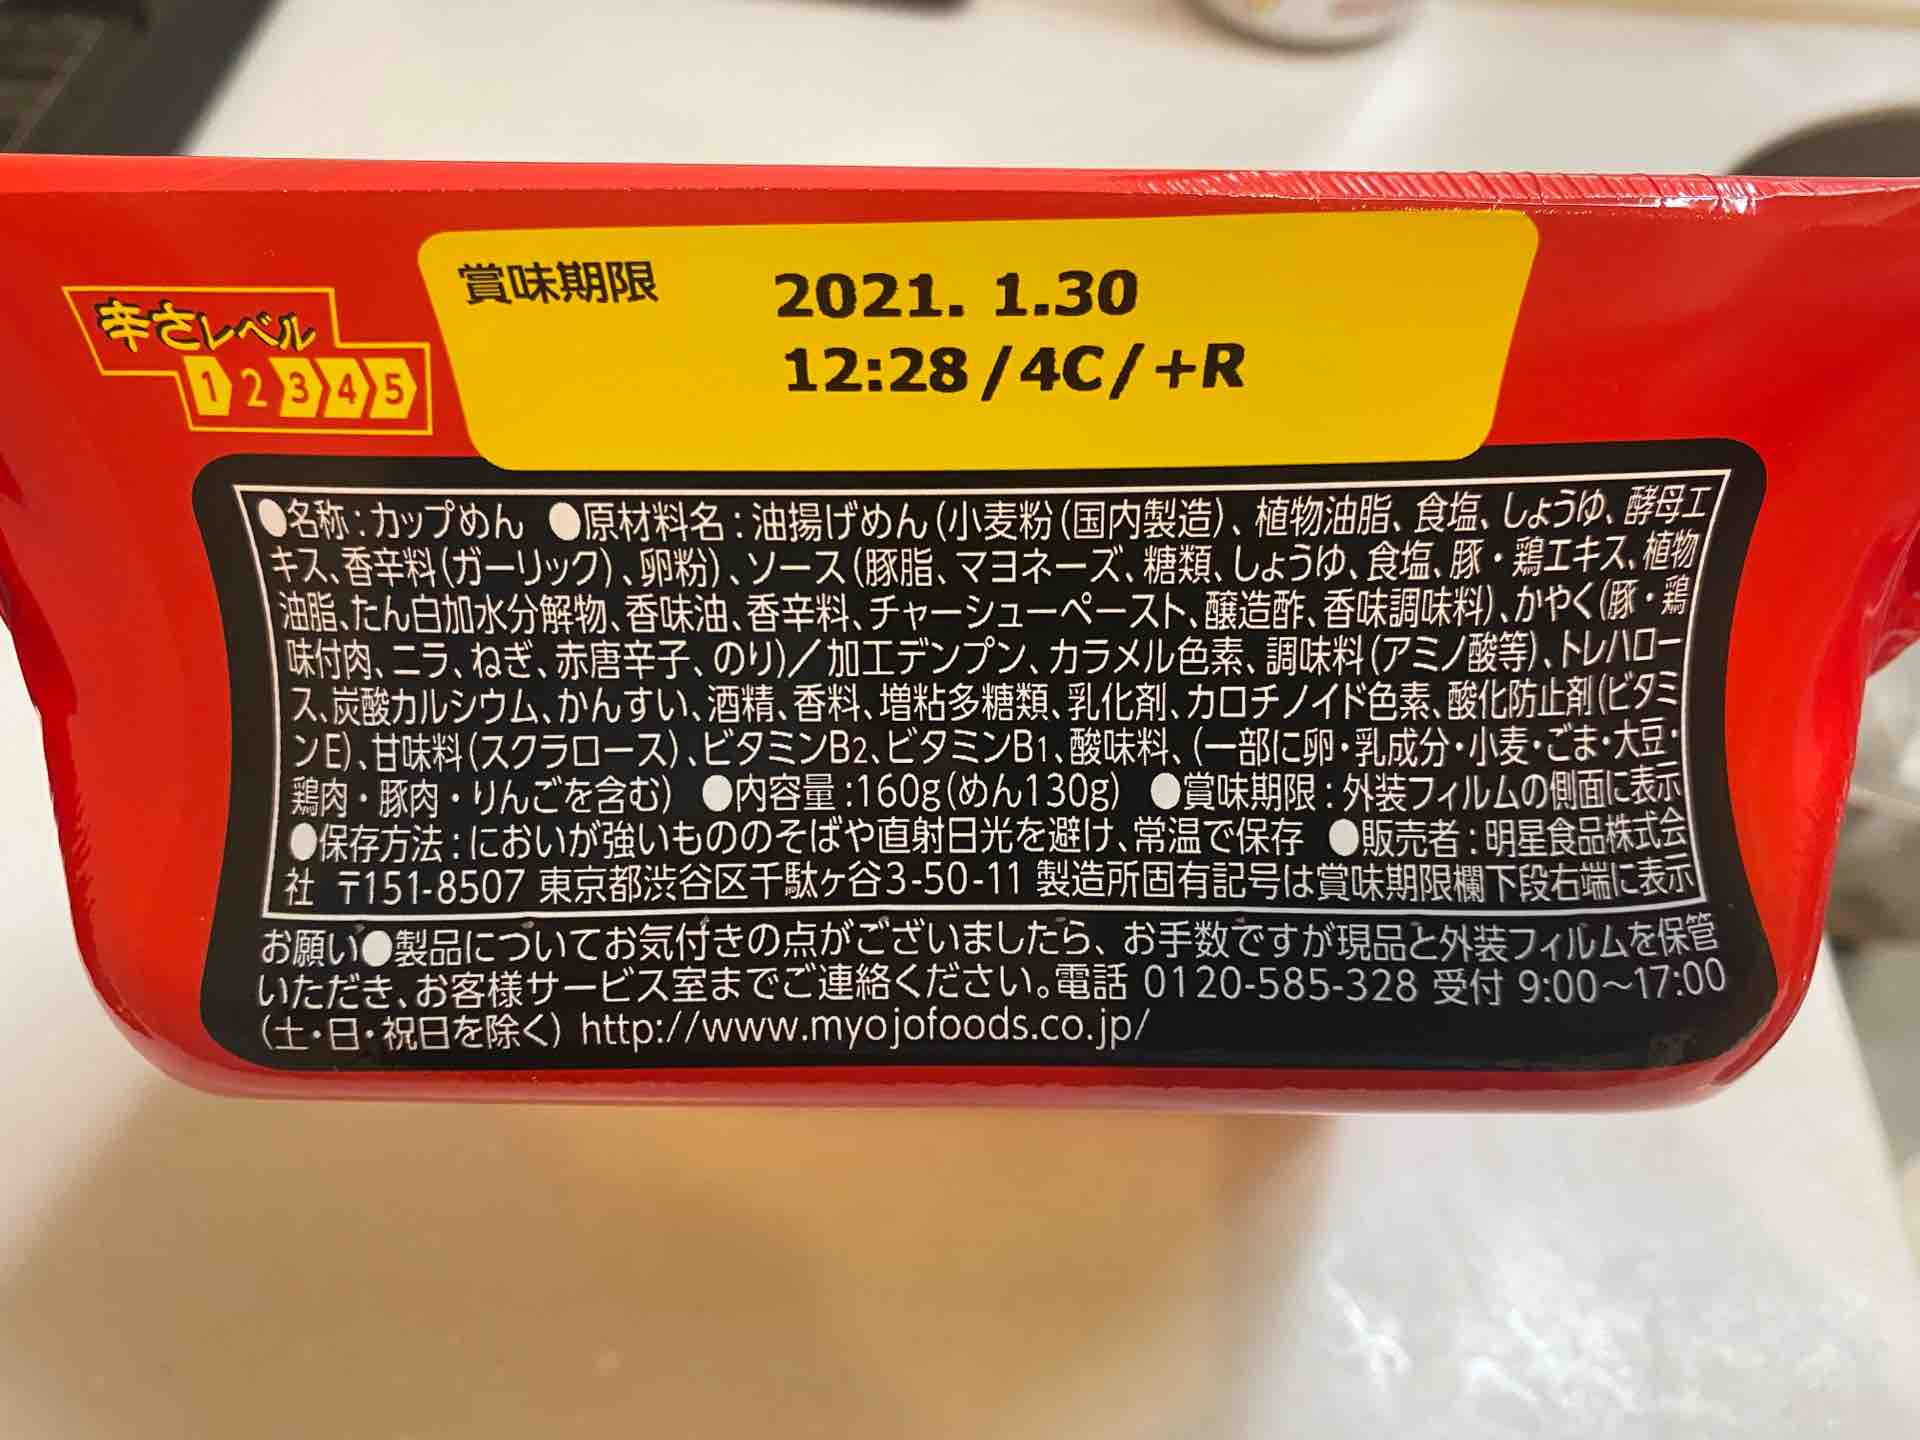 賞味期限 2021. 1.30
12:28/4C/+R
辛さレベル
1 2 3 4 5
●名称:カップめん ●原材料名:油揚げめん(小麦粉(国内製造)、植物油脂、食塩、しょうゆ、酵母エ
キス、香辛料(ガーリック)、卵粉)、ソース(豚脂、マヨネーズ、糖類、しょうゆ、食塩、豚・鶏エキス、植物
油脂、たん白加水分解物、香味油、香辛料、チャーシューペースト、醸造酢、香味調味料)、かやく(豚・鶏
味付肉、ニラ、ねぎ、赤唐辛子、のり)/加工デンプン、カラメル色素、調味料(アミノ酸等)、トレハロー
ス、炭酸カルシウム、かんすい、酒精、香料、増粘多糖類、乳化剤、カロチノイド色素、酸化防止剤(ビタミ
ンE)、甘味料(スクラロース)、ビタミンB2、ビタミンB1、酸味料、(一部に卵・乳成分・小麦・ごま・大豆・
鶏肉・豚肉・りんごを含む) ●内容量:160g(めん130g) ●賞味期限:外装フィルムの側面に表示
●保存方法:においが強いもののそばや直射日光を避け、常温で保存 ●販売者:明星食品株式会
社 〒151-8507 東京都渋谷区千駄ヶ谷3-50-11 製造所固有記号は賞味期限欄下段右端に表示
お願い●製品についてお気付きの点がございましたら、お手数ですが現品と外装フィルムを保管
いただき、お客様サービス室までご連絡ください。電話 0120-585-328 受付 9:00〜17:00
(土・日・祝日を除く) http://www.myojofoods.co.jp/